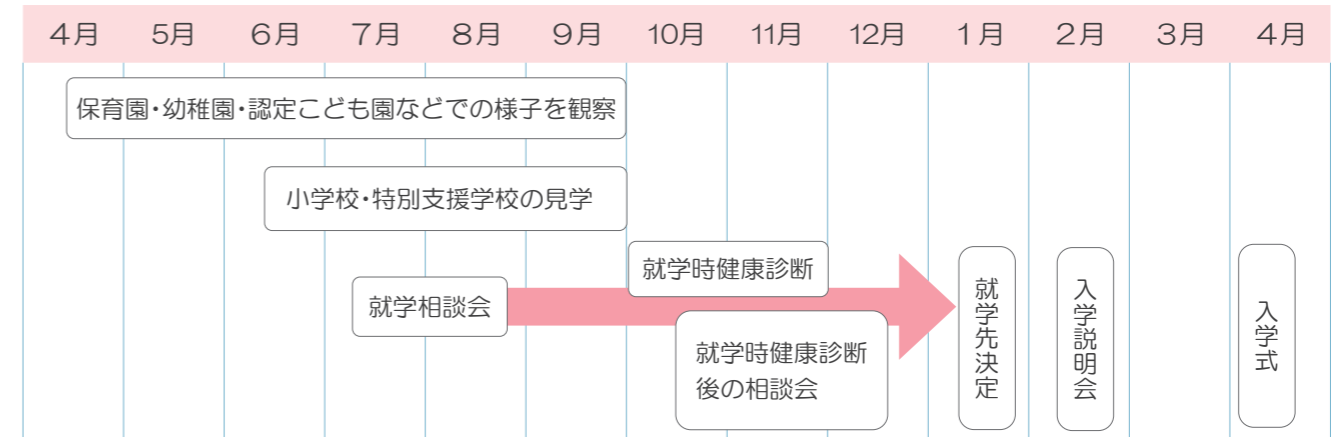 4月 5月 6月 7月 8月 9月 10月 11月 12月 1月 2月 3月 4月
保育園・幼稚園・認定こども園などでの様子を観察
小学校・特別支援学校の見学
就学相談会
就学時健康診断
就学時健康診断
後の相談会
就学先決定
入学説明会
入学式